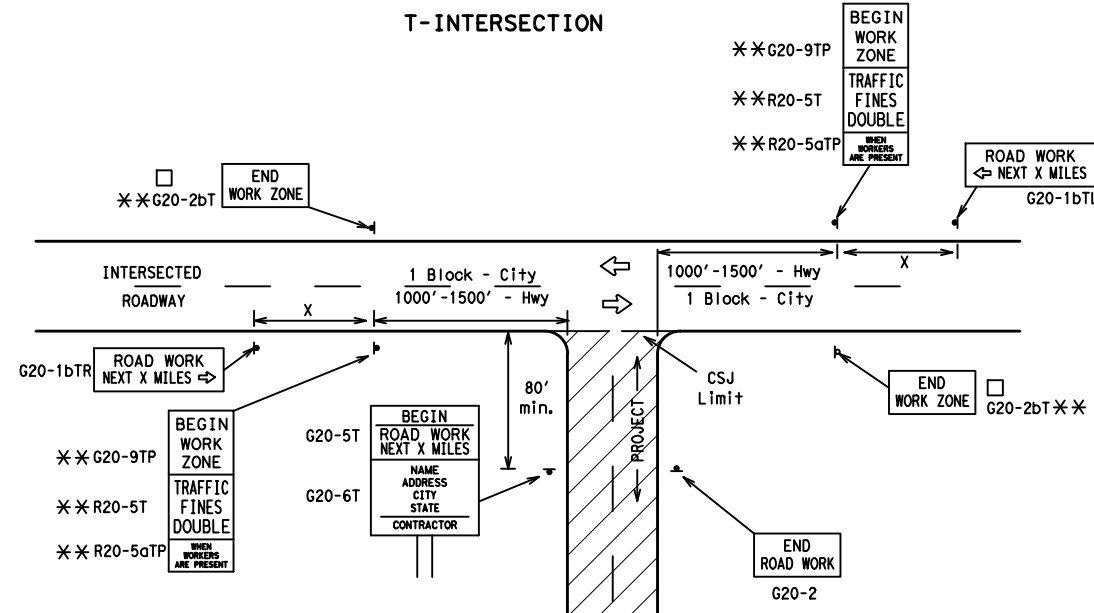 T-INTERSECTION
BEGIN
WORK
ZONE
**G20-9TP
TRAFFIC
FINES
DOUBLE
**R20-5T
WHEN
WORKERS
ARE PRESENT
**R20-5aTP
ROAD WORK
⇦ NEXT X MILES
G20-1bTL
END
WORK ZONE
□
**G20-2bT
INTERSECTED
ROADWAY
1 Block - City
1000'-1500' - Hwy
1000'-1500' - Hwy
1 Block - City
X
X
G20-1bTR
ROAD WORK
NEXT X MILES ⇨
80'
min.
CSJ
Limit
PROJECT
END
WORK ZONE
□
G20-2bT **
BEGIN
WORK
ZONE
** G20-9TP
TRAFFIC
FINES
DOUBLE
** R20-5T
WHEN
WORKERS
ARE PRESENT
** R20-5aTP
G20-5T
BEGIN
ROAD WORK
NEXT X MILES
G20-6T
NAME
ADDRESS
CITY
STATE
CONTRACTOR
END
ROAD WORK
G20-2